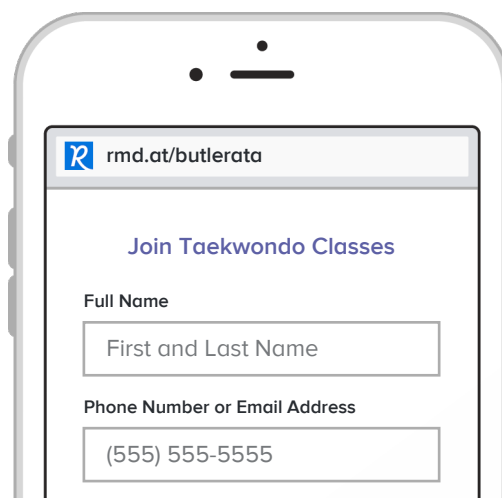 rmd.at/butlerata
Join Taekwondo Classes
Full Name
First and Last Name
Phone Number or Email Address
(555) 555-5555